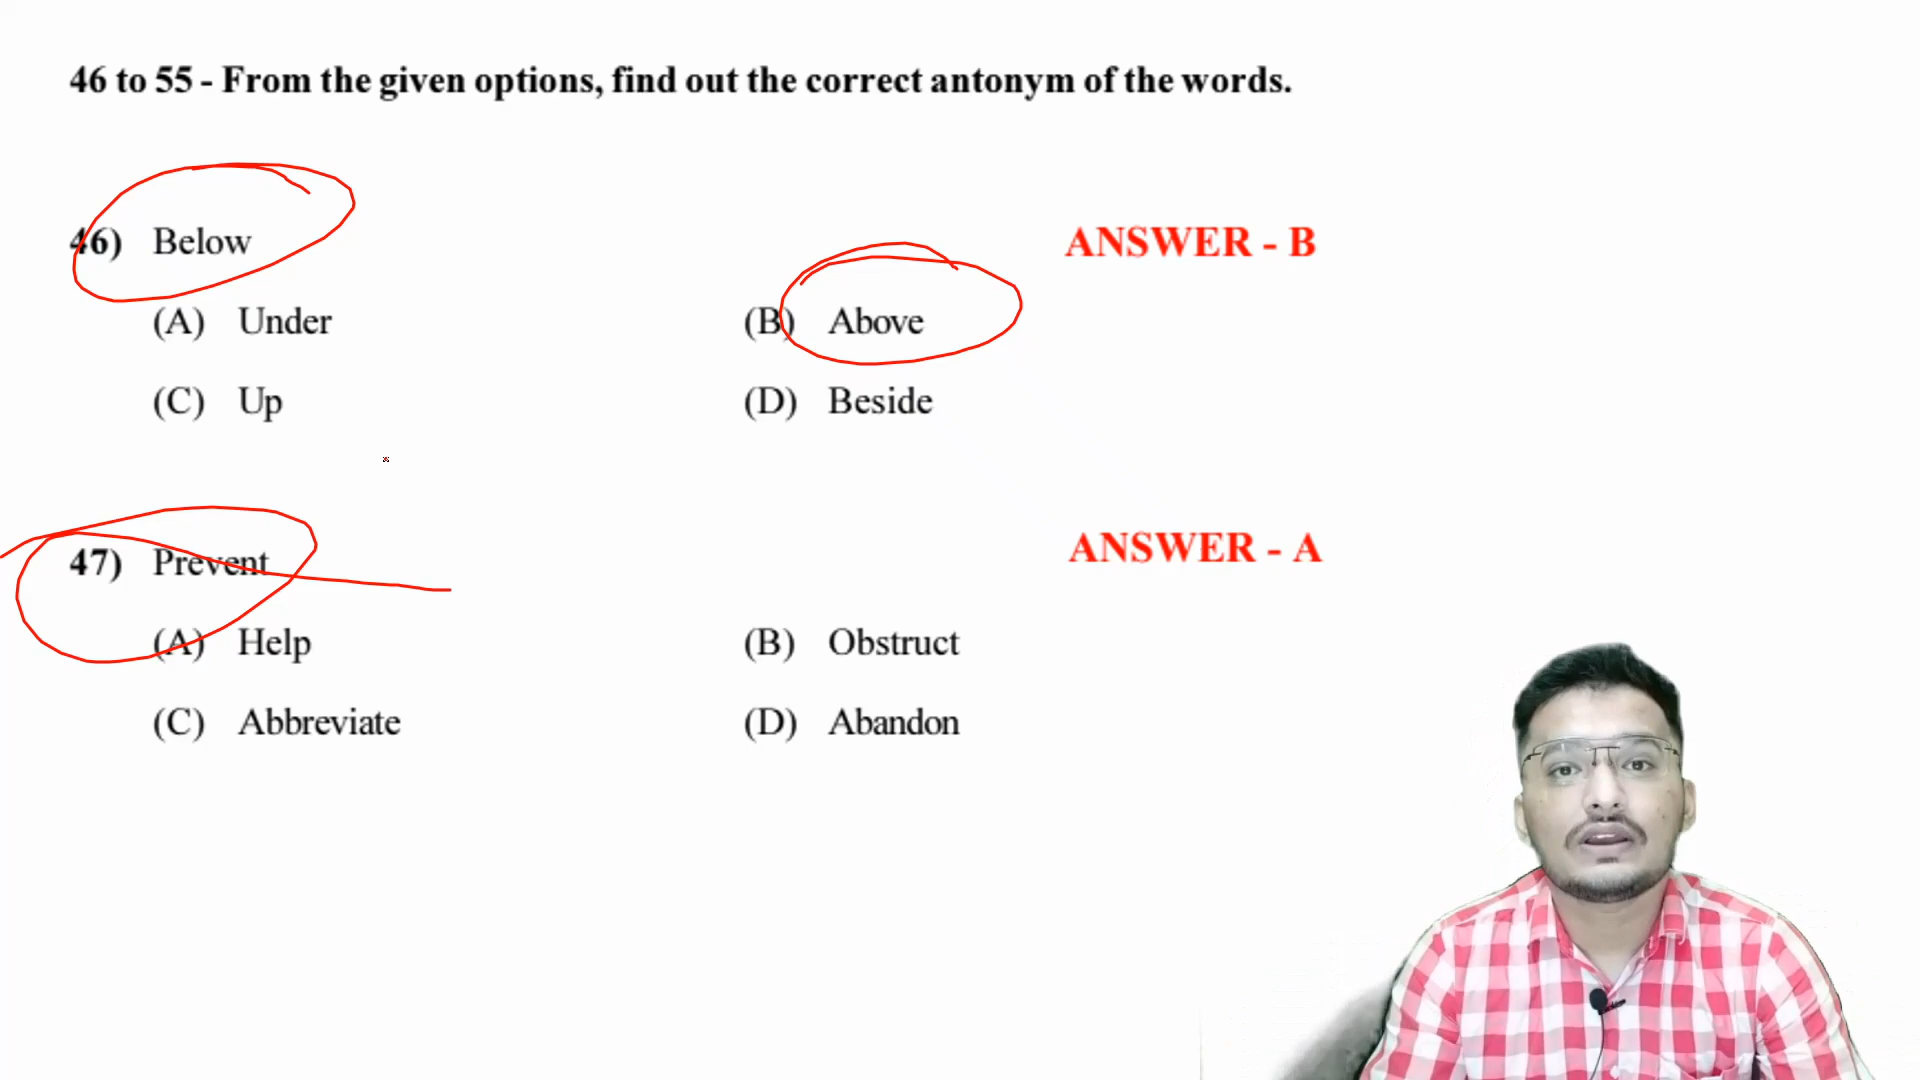 46 to 55 - From the given options, find out the correct antonym of the words.
46) Below
ANSWER - B
(A) Under (B) Above
(C) Up (D) Beside
47) Prevent
ANSWER - A
(A) Help (B) Obstruct
(C) Abbreviate (D) Abandon